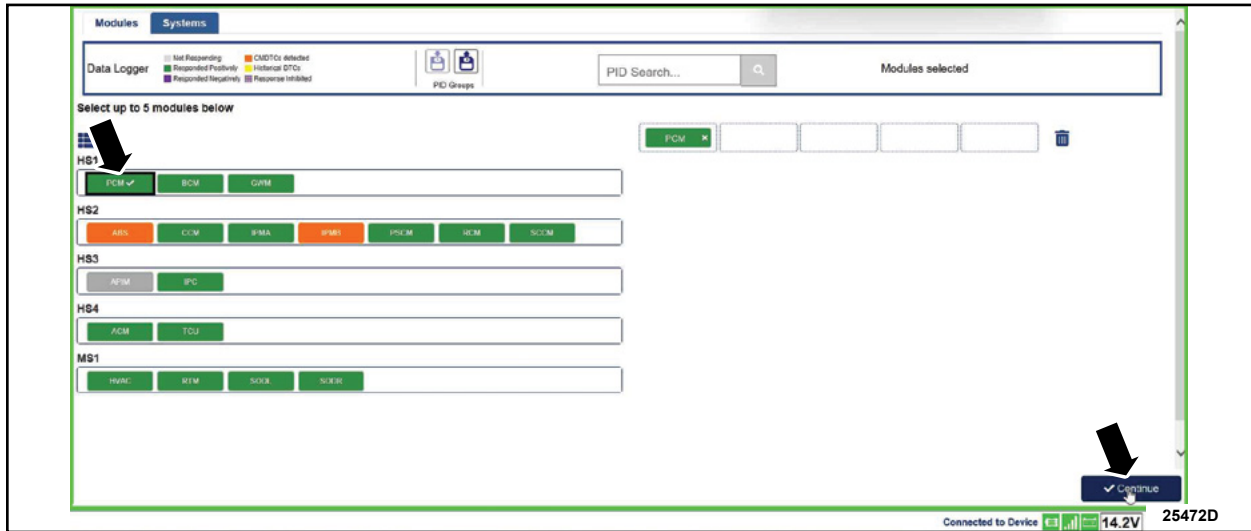 Modules Systems
Data Logger
Not Responding CMDTCs detected
Responded Positively Historical DTCs
Responded Negatively Response Inhibited
PID Groups
PID Search...
Modules selected
Select up to 5 modules below
PCM ×
HS1
PCM ✓ BCM GWM
HS2
ABS CCM IPMA IPMB PSCM RCM SCCM
HS3
APIM IPC
HS4
ACM TCU
MS1
HVAC RTM SODL SODR
✓ Continue
Connected to Device 14.2V
25472D